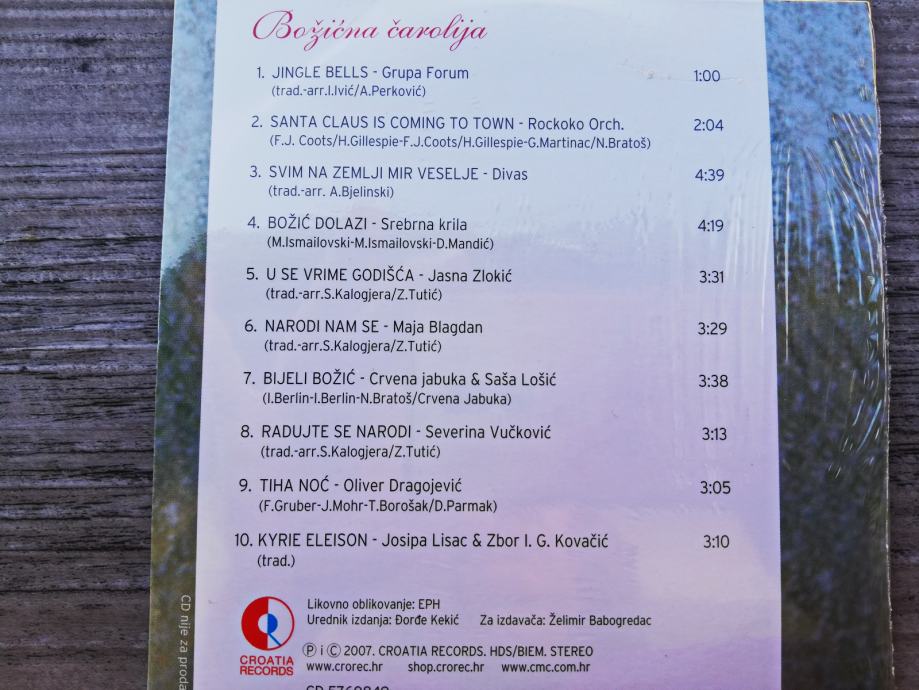 Božićna čarolija
1. JINGLE BELLS - Grupa Forum 1:00
(trad.-arr.I.Ivić/A.Perković)
2. SANTA CLAUS IS COMING TO TOWN - Rockoko Orch. 2:04
(F.J. Coots/H.Gillespie-F.J.Coots/H.Gillespie-G.Martinac/N.Bratoš)
3. SVIM NA ZEMLJI MIR VESELJE - Divas 4:39
(trad.-arr. A.Bjelinski)
4. BOŽIĆ DOLAZI - Srebrna krila 4:19
(M.Ismailovski-M.Ismailovski-D.Mandić)
5. U SE VRIME GODIŠĆA - Jasna Zlokić 3:31
(trad.-arr.S.Kalogjera/Z.Tutić)
6. NARODI NAM SE - Maja Blagdan 3:29
(trad.-arr.S.Kalogjera/Z.Tutić)
7. BIJELI BOŽIĆ - Crvena jabuka & Saša Lošić 3:38
(I.Berlin-I.Berlin-N.Bratoš/Crvena Jabuka)
8. RADUJTE SE NARODI - Severina Vučković 3:13
(trad.-arr.S.Kalogjera/Z.Tutić)
9. TIHA NOĆ - Oliver Dragojević 3:05
(F.Gruber-J.Mohr-T.Borošak/D.Parmak)
10. KYRIE ELEISON - Josipa Lisac & Zbor I. G. Kovačić 3:10
(trad.)
Likovno oblikovanje: EPH
Urednik izdanja: Đorđe Kekić Za izdavača: Želimir Babogredac
Ⓟ i Ⓒ 2007. CROATIA RECORDS. HDS/BIEM. STEREO
www.crorec.hr shop.crorec.hr www.cmc.com.hr
CROATIA
RECORDS
CD nije za